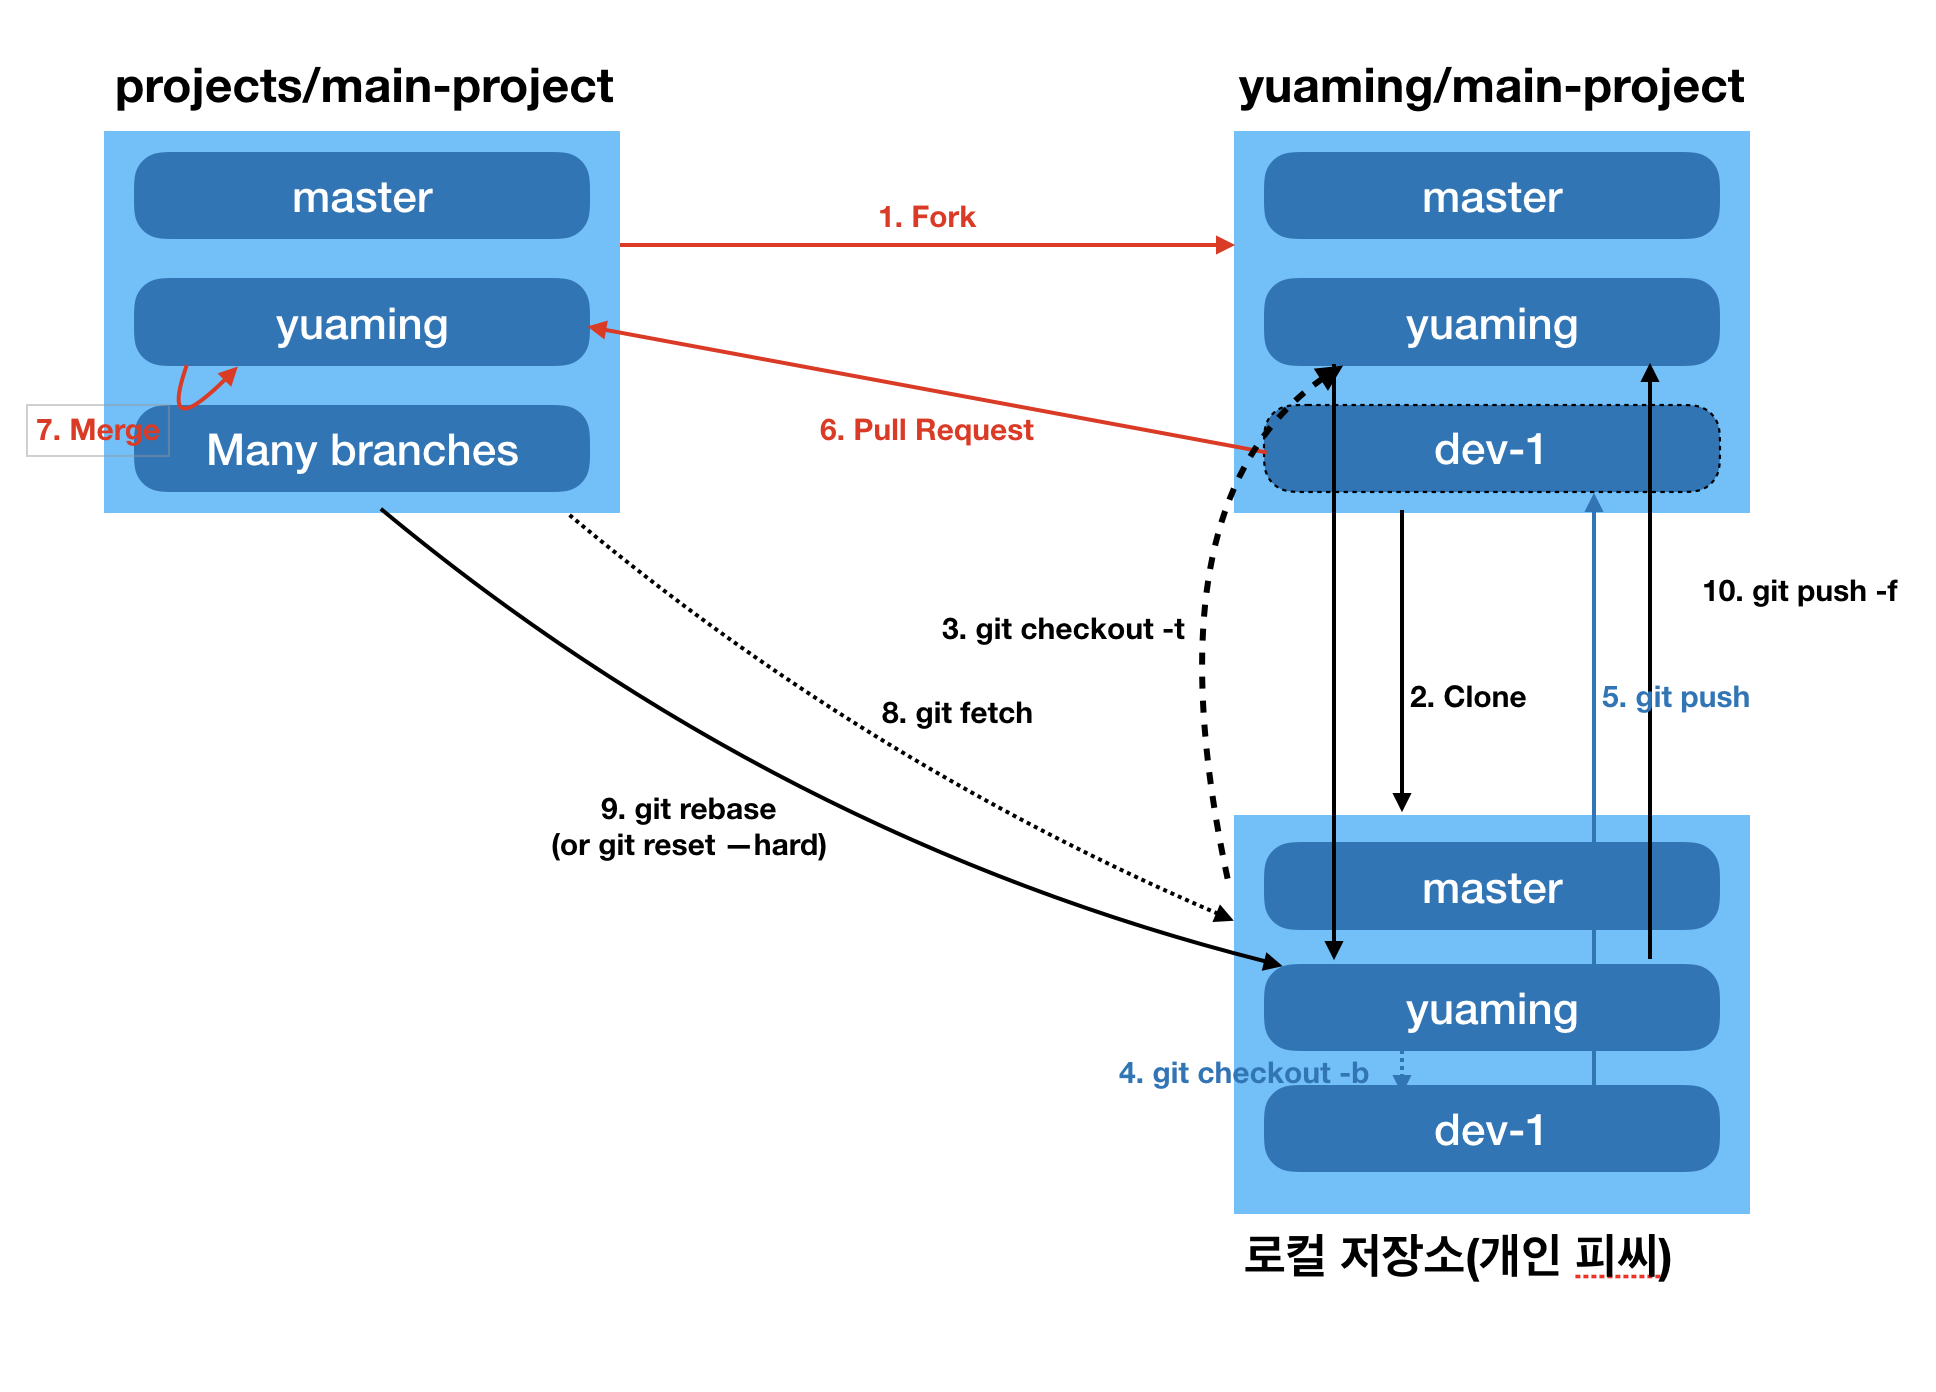 projects/main-project
yuaming/main-project
master
master
1. Fork
yuaming
yuaming
7. Merge
Many branches
6. Pull Request
dev-1
10. git push -f
3. git checkout -t
8. git fetch
2. Clone
5. git push
9. git rebase
(or git reset —hard)
master
yuaming
4. git checkout -b
dev-1
로컬 저장소(개인 피씨)